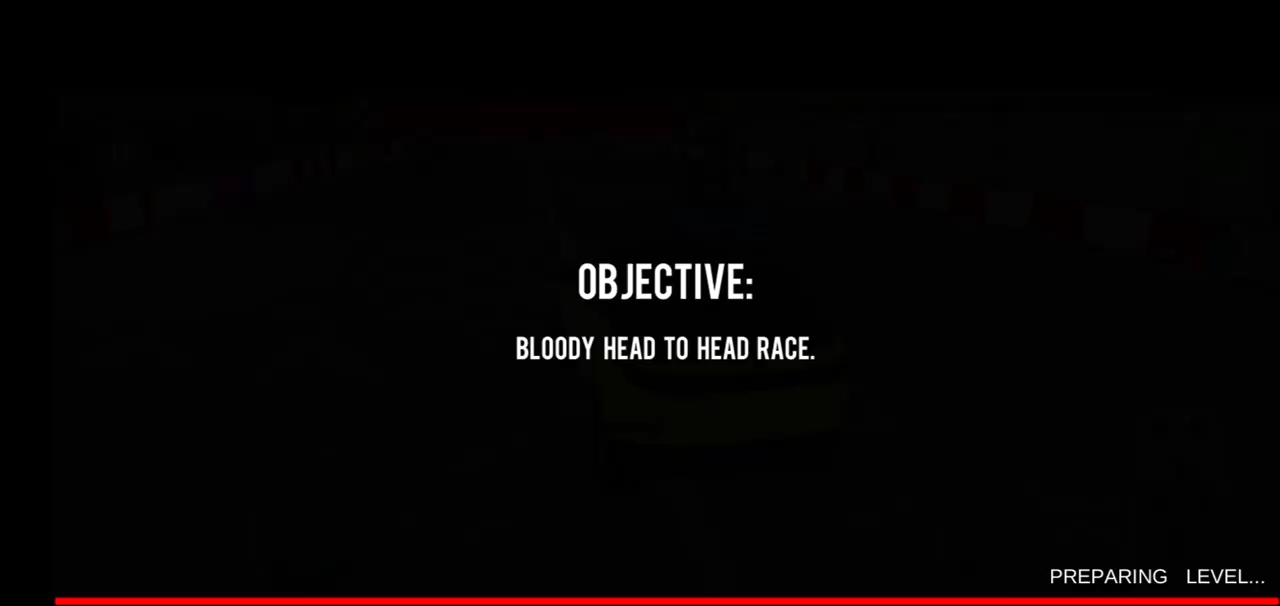 OBJECTIVE:
BLOODY HEAD TO HEAD RACE.
PREPARING LEVEL...